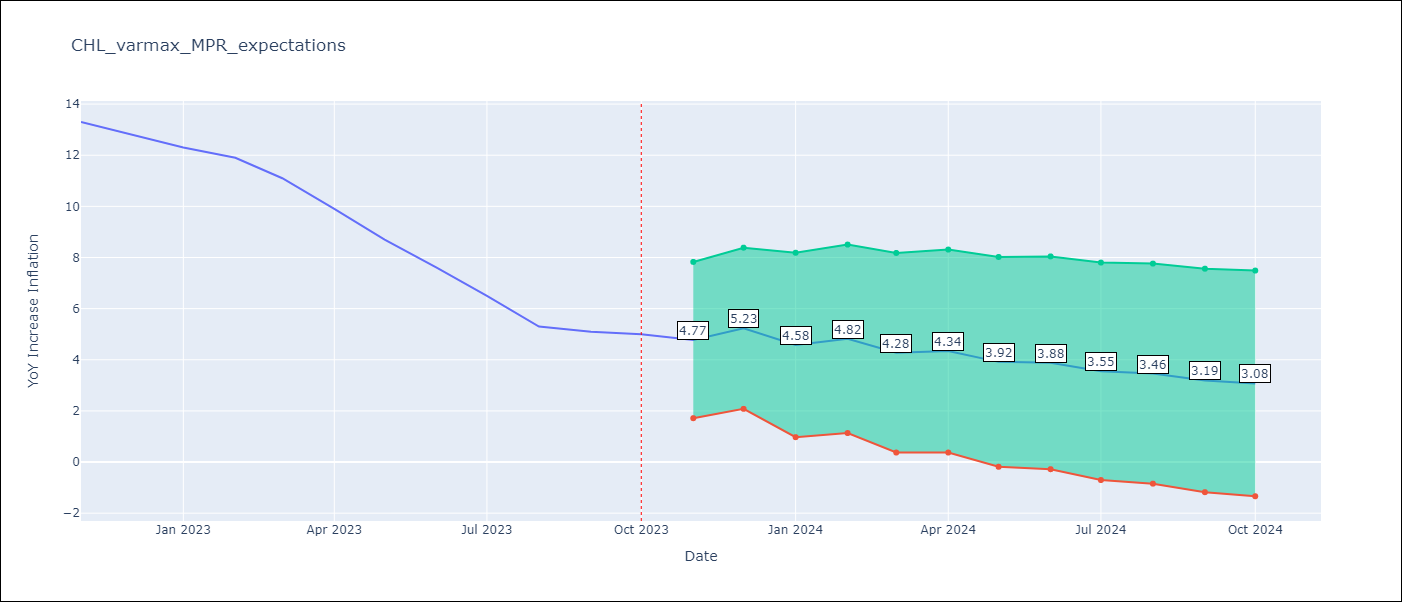 CHL_varmax_MPR_expectations
14
12
10
8
6
4
2
0
−2
YoY Increase Inflation
4.77
5.23
4.58
4.82
4.28
4.34
3.92
3.88
3.55
3.46
3.19
3.08
Jan 2023
Apr 2023
Jul 2023
Oct 2023
Jan 2024
Apr 2024
Jul 2024
Oct 2024
Date